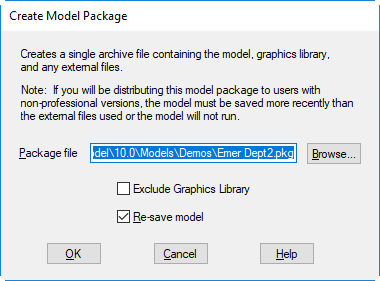 Create Model Package
Creates a single archive file containing the model, graphics library,
and any external files.
Note:  If you will be distributing this model package to users with
non-professional versions, the model must be saved more recently than
the external files used or the model will not run.
Package file
del\10.0\Models\Demos\Emer Dept2.pkg
Browse...
Exclude Graphics Library
Re-save model
OK
Cancel
Help